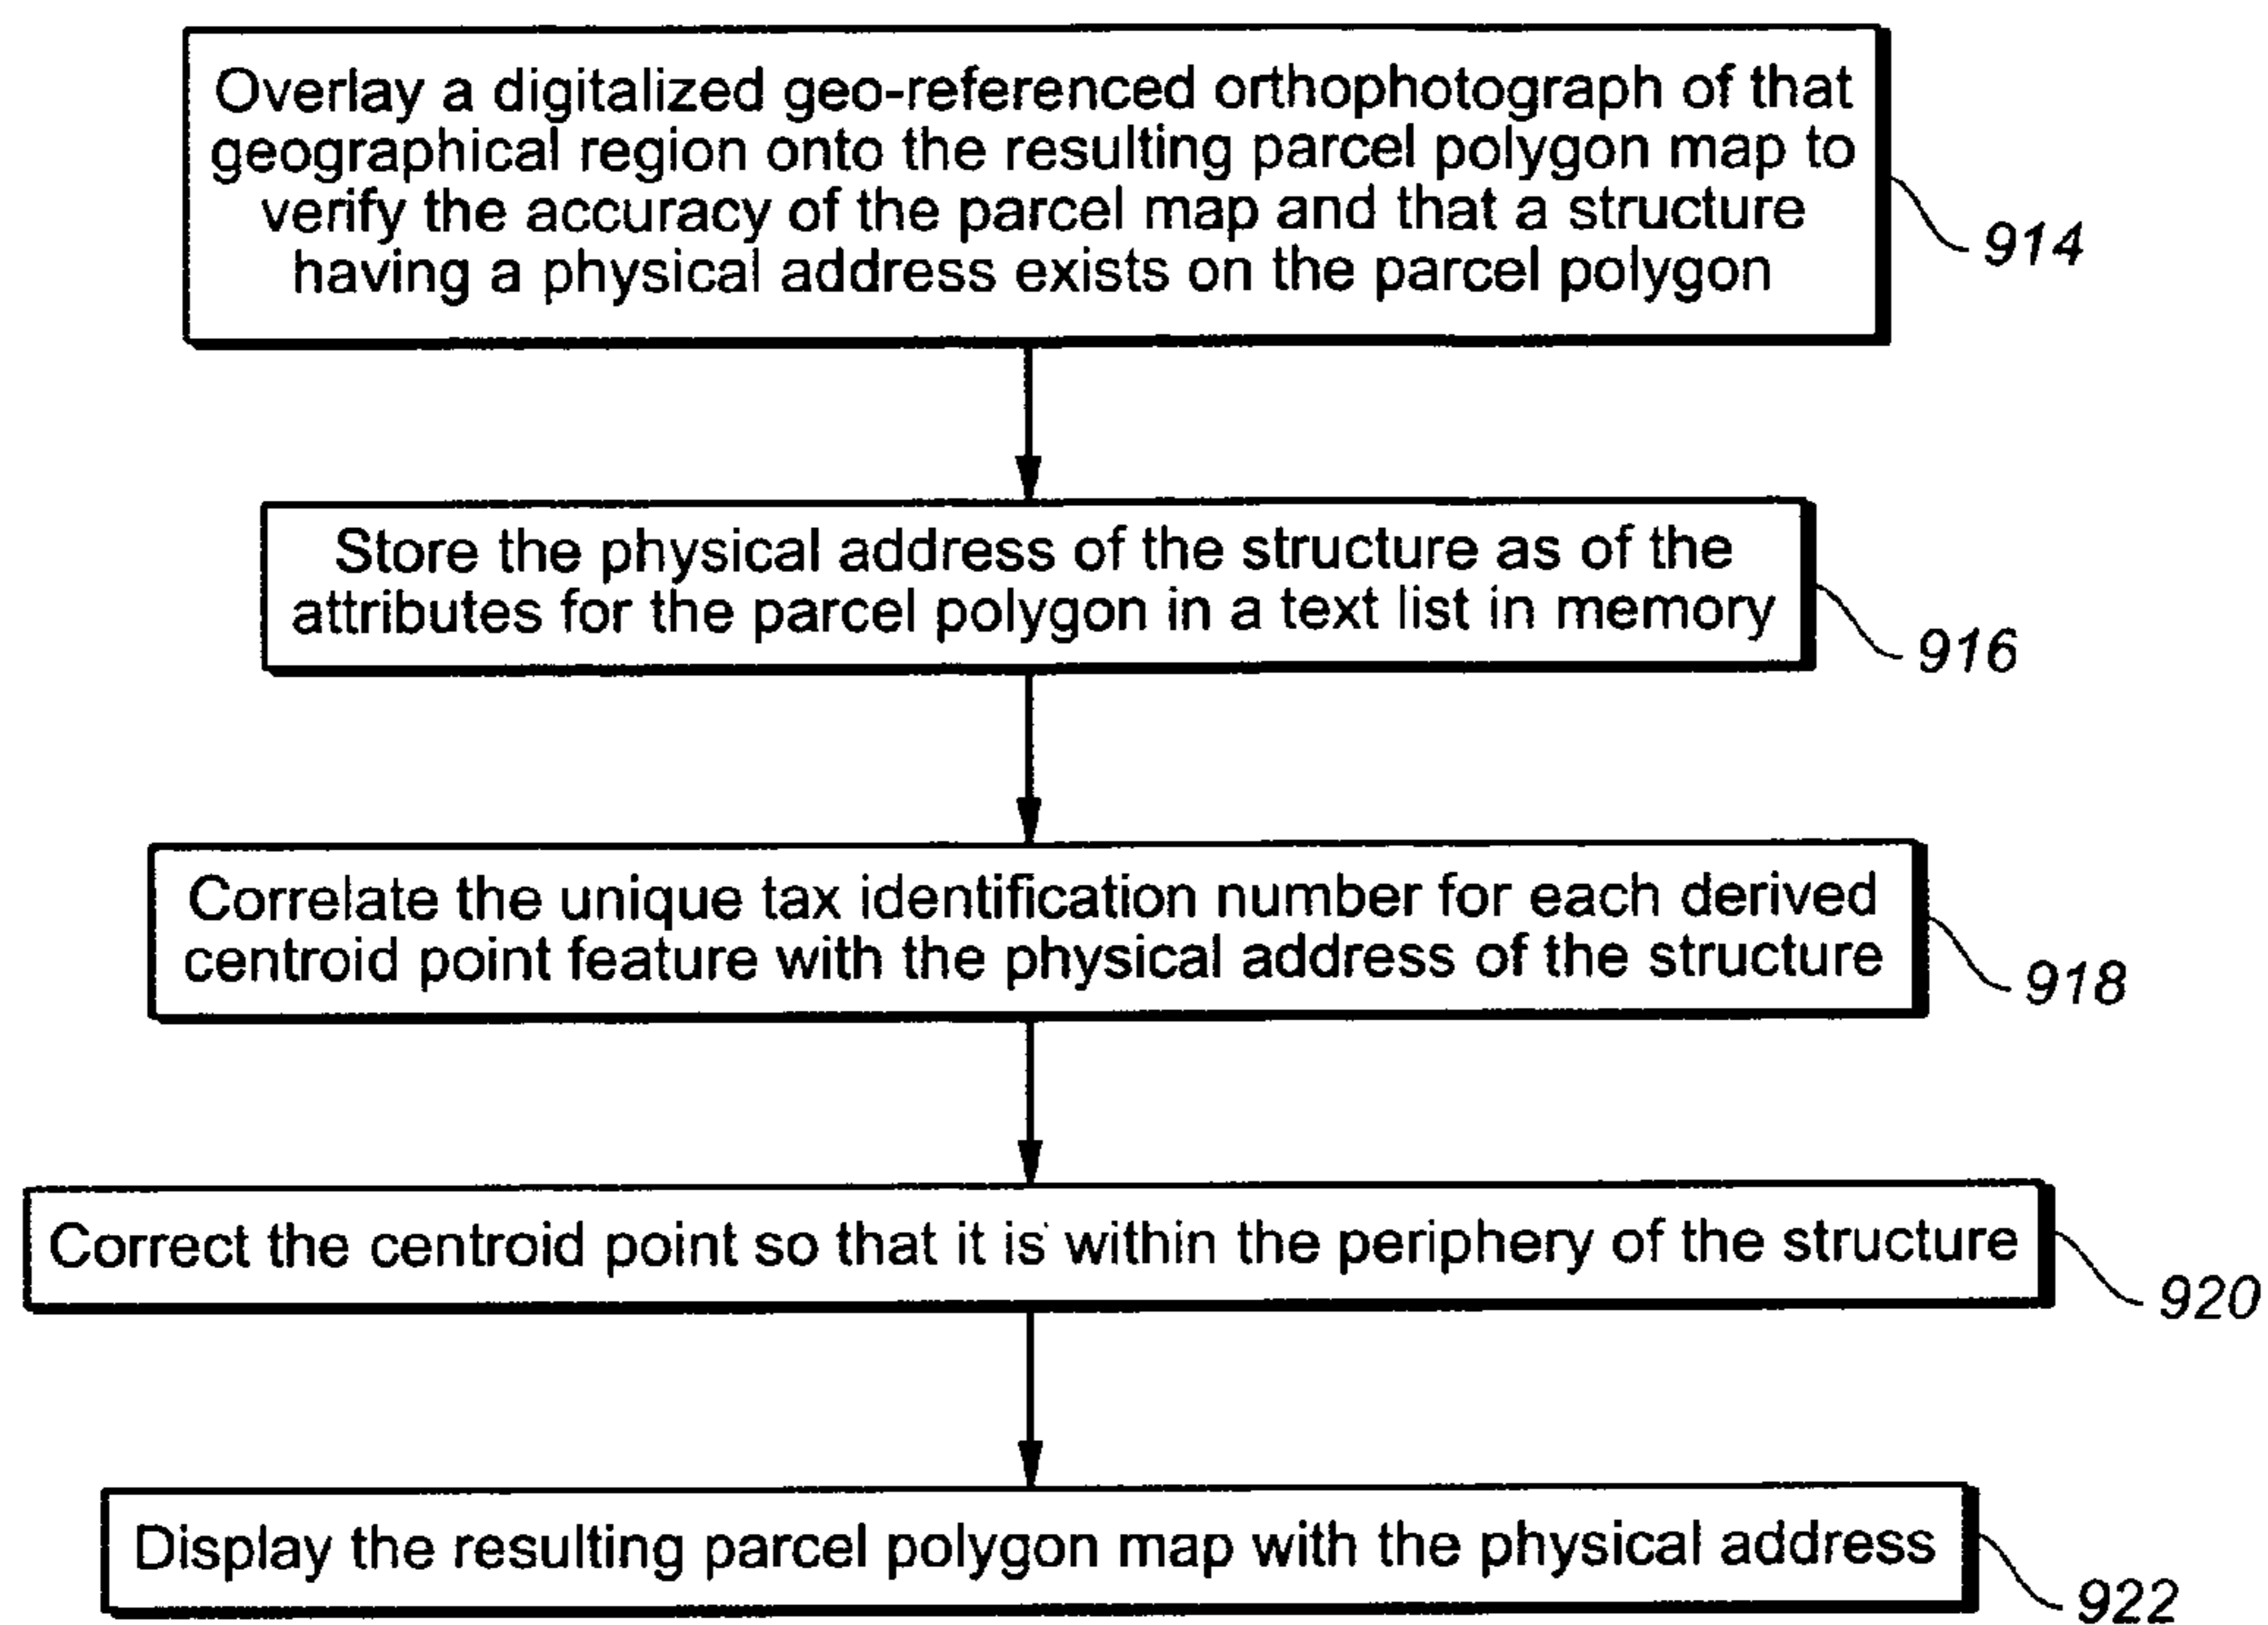 Overlay a digitalized geo-referenced orthophotograph of that
geographical region onto the resulting parcel polygon map to
verify the accuracy of the parcel map and that a structure
having a physical address exists on the parcel polygon
914
Store the physical address of the structure as of the
attributes for the parcel polygon in a text list in memory
916
Correlate the unique tax identification number for each derived
centroid point feature with the physical address of the structure
918
Correct the centroid point so that it is within the periphery of the structure
920
Display the resulting parcel polygon map with the physical address
922